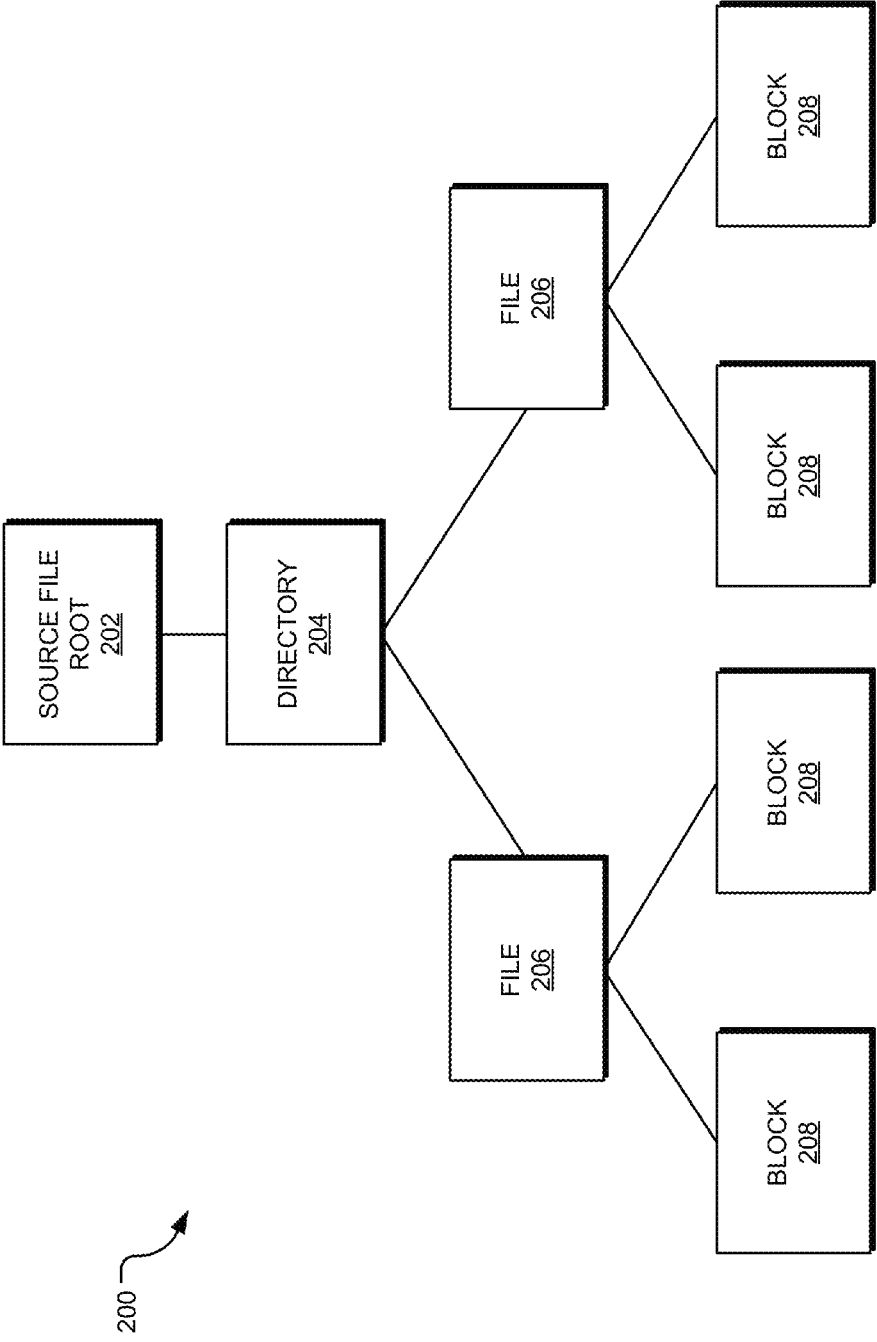 200
SOURCE FILE
ROOT
202
DIRECTORY
204
FILE
206
FILE
206
BLOCK
208
BLOCK
208
BLOCK
208
BLOCK
208